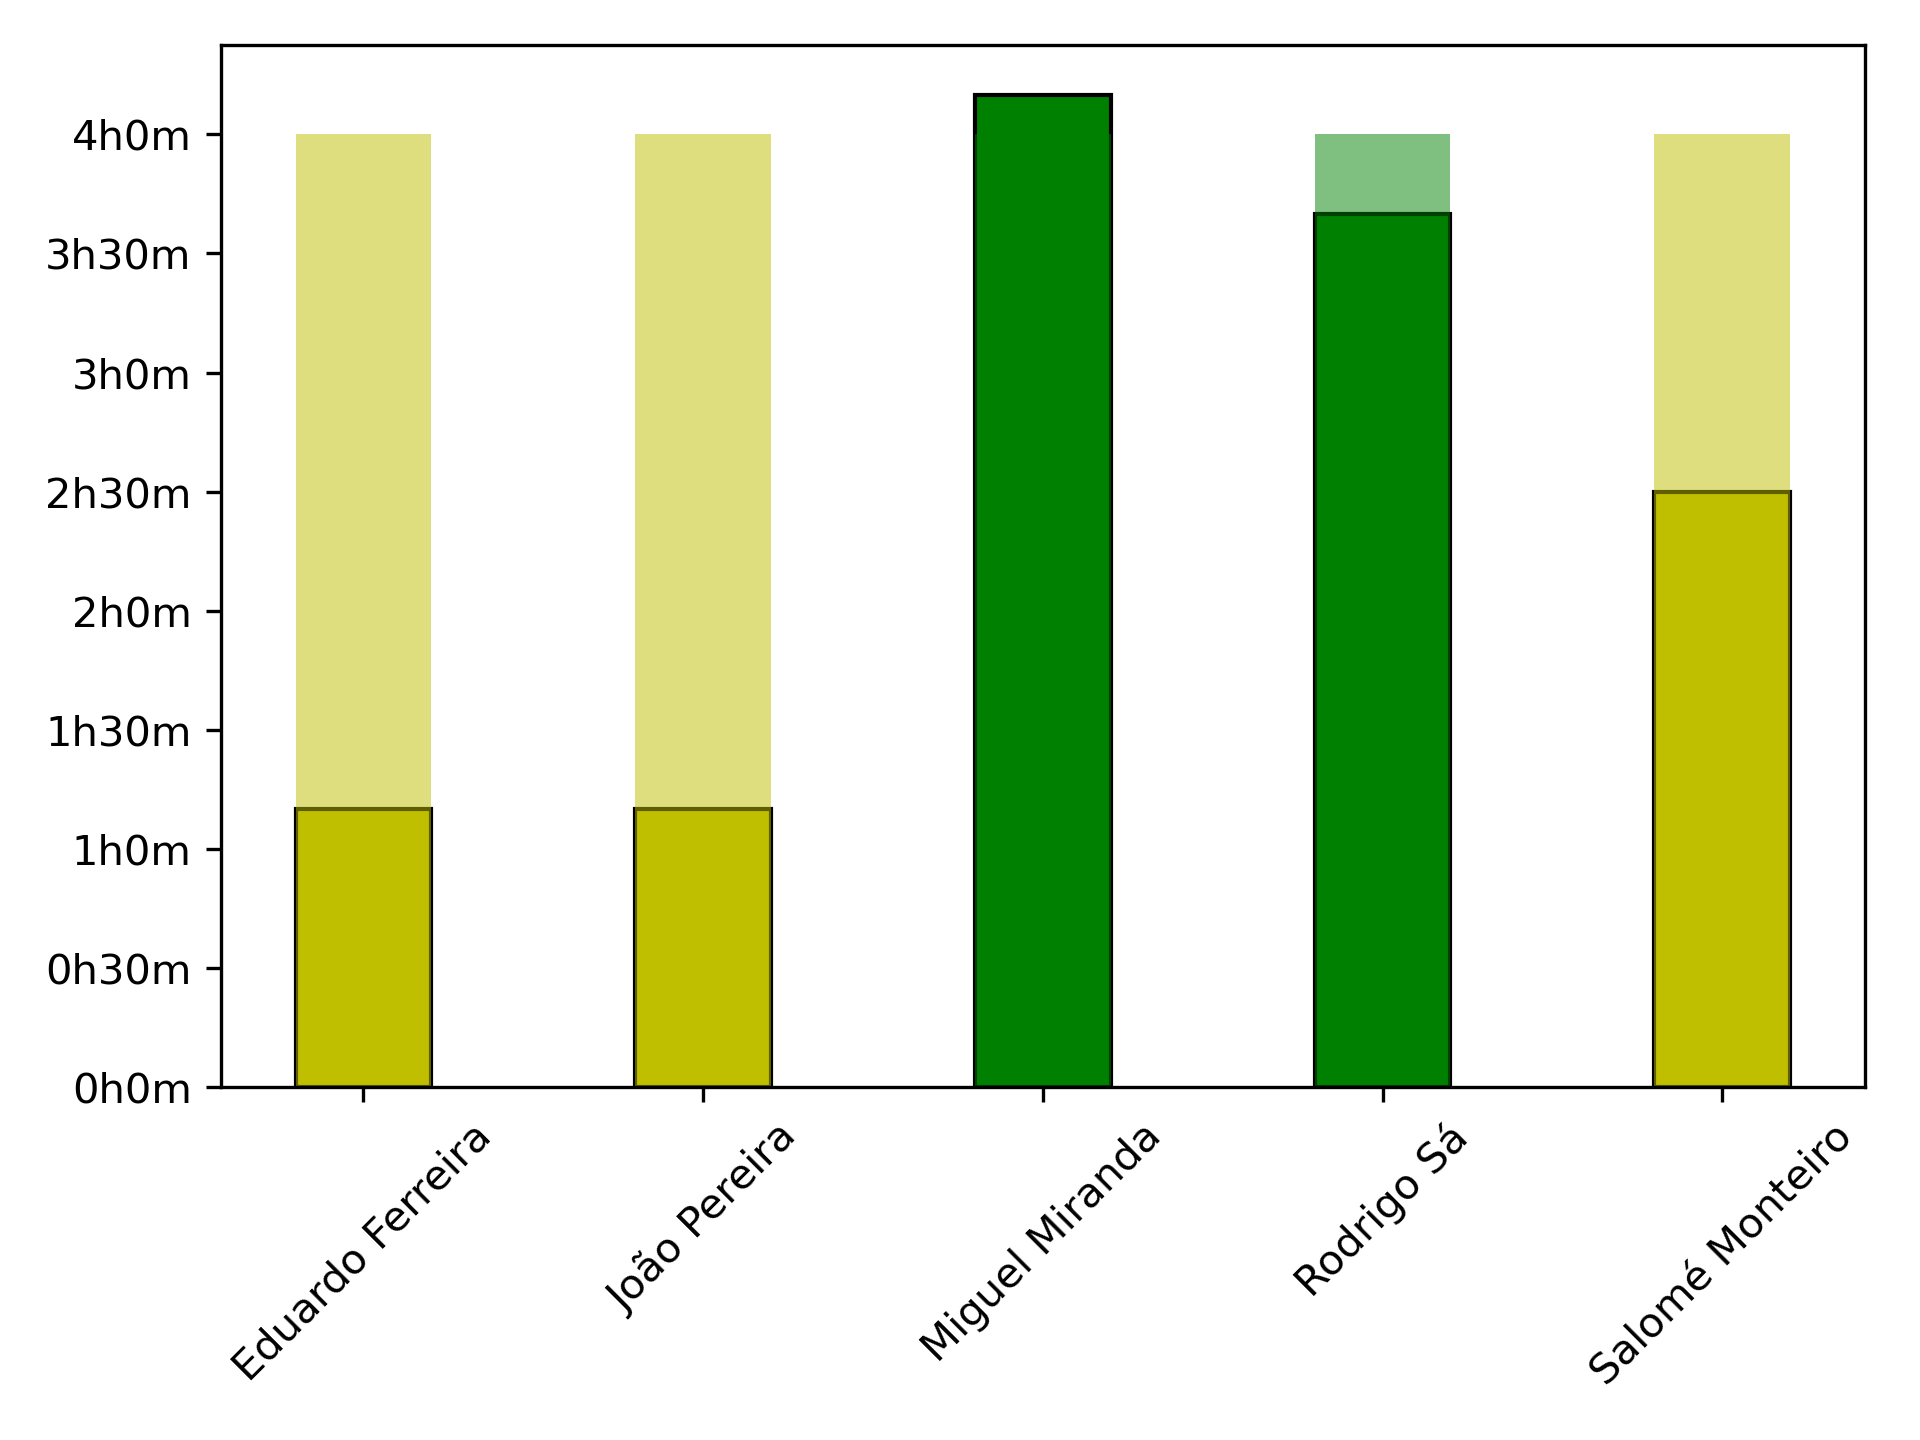 4h0m
3h30m
3h0m
2h30m
2h0m
1h30m
1h0m
0h30m
0h0m
Eduardo Ferreira
João Pereira
Miguel Miranda
Rodrigo Sá
Salomé Monteiro